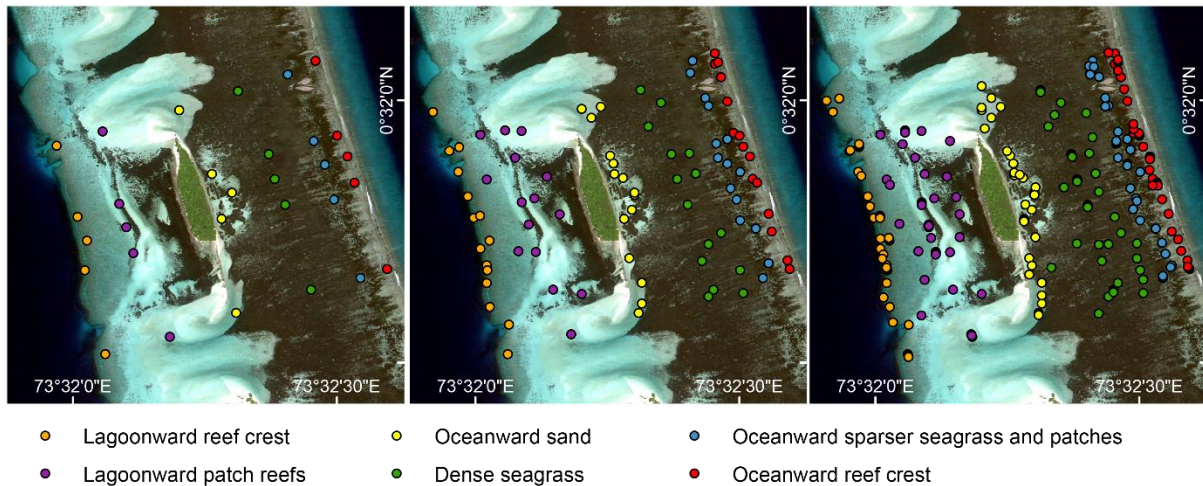 0°32'0"N
73°32'0"E 73°32'30"E
0°32'0"N
73°32'0"E 73°32'30"E
0°32'0"N
73°32'0"E 73°32'30"E
Lagoonward reef crest
Oceanward sand
Oceanward sparser seagrass and patches
Lagoonward patch reefs
Dense seagrass
Oceanward reef crest